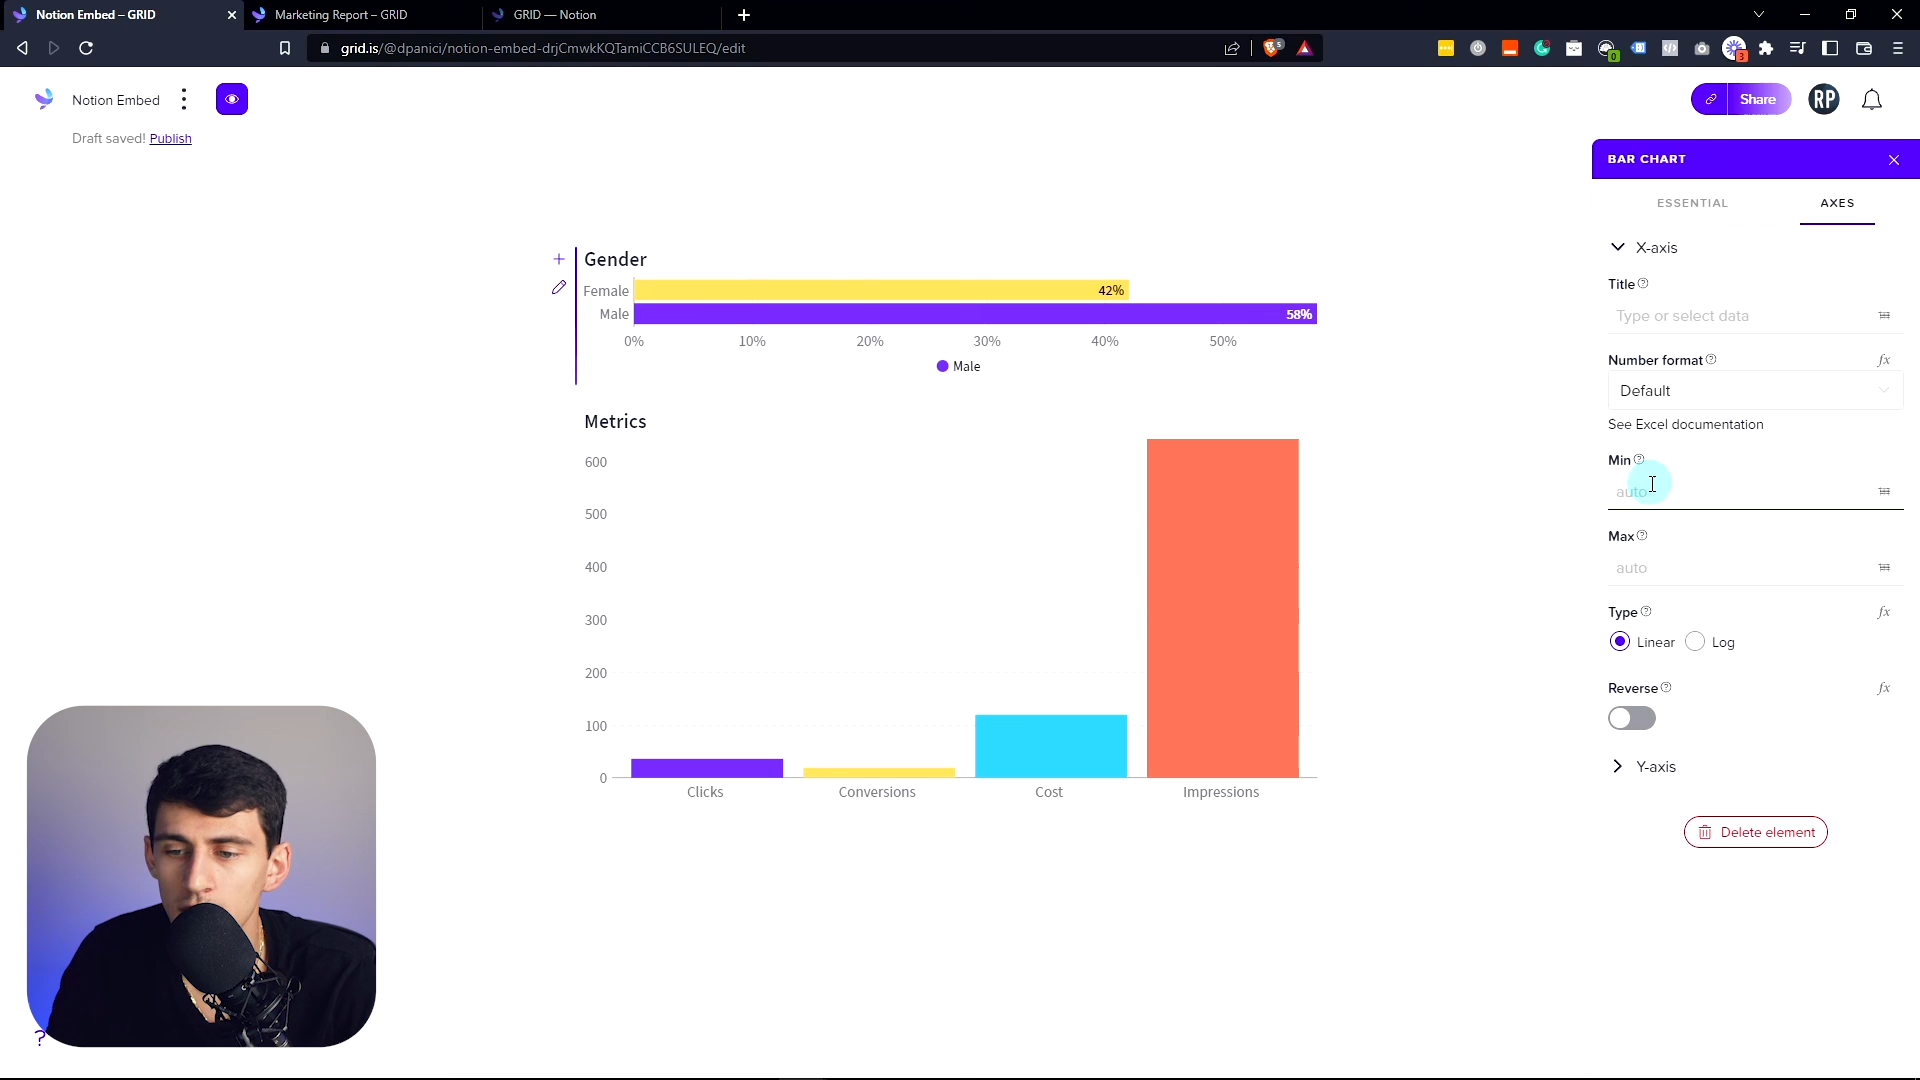 Notion Embed – GRID
Marketing Report – GRID
GRID — Notion
grid.is/@dpanici/notion-embed-drjCmwkKQTamiCCB6SULEQ/edit
5
0
3
Notion Embed
Share
RP
Draft saved! Publish
BAR CHART
ESSENTIAL
AXES
X-axis
Title
Type or select data
Number format
fx
Default
See Excel documentation
Min
auto
Max
auto
Type
fx
Linear
Log
Reverse
fx
Y-axis
Delete element
Gender
Female
42%
Male
58%
0%
10%
20%
30%
40%
50%
Male
Metrics
600
500
400
300
200
100
0
Clicks
Conversions
Cost
Impressions
?